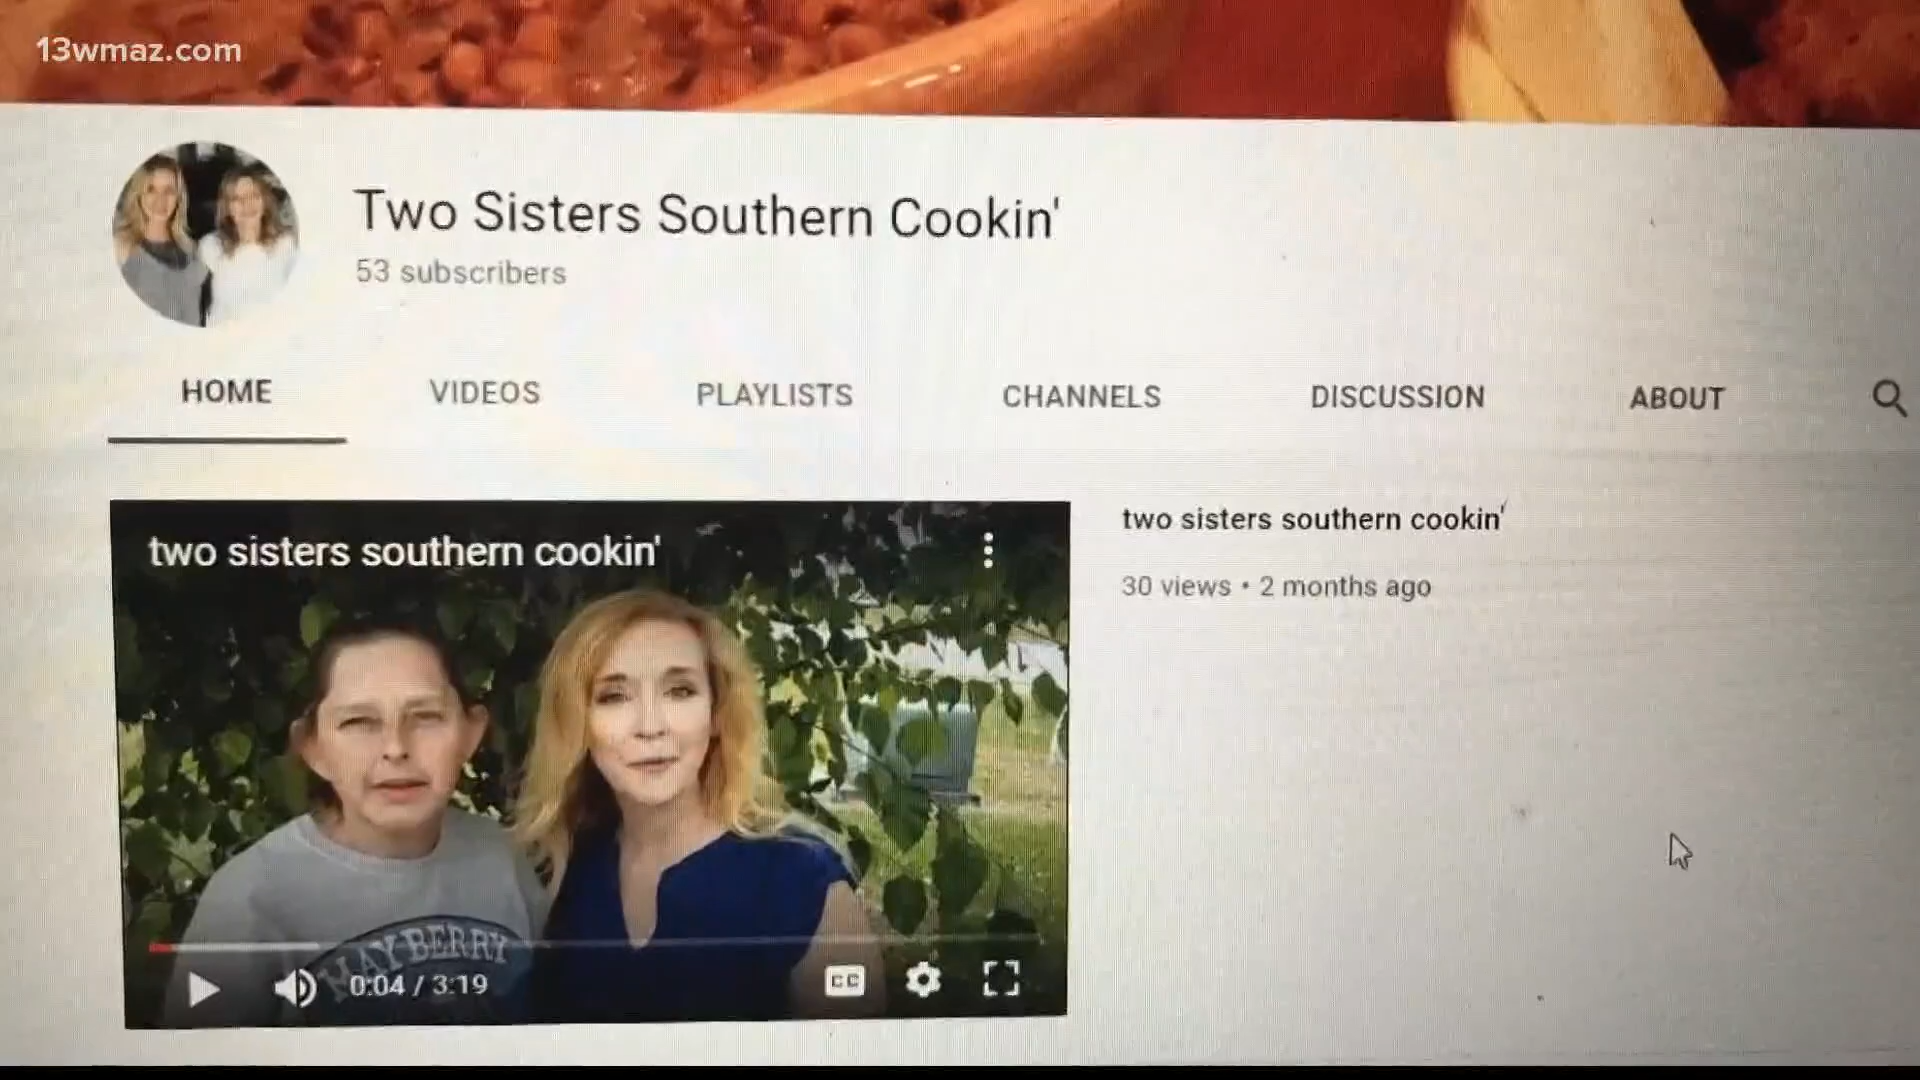 13wmaz.com
Two Sisters Southern Cookin'
53 subscribers
HOME VIDEOS PLAYLISTS CHANNELS DISCUSSION ABOUT
two sisters southern cookin'
two sisters southern cookin'
30 views • 2 months ago
MAYBERRY
0:04 / 3:19
CC